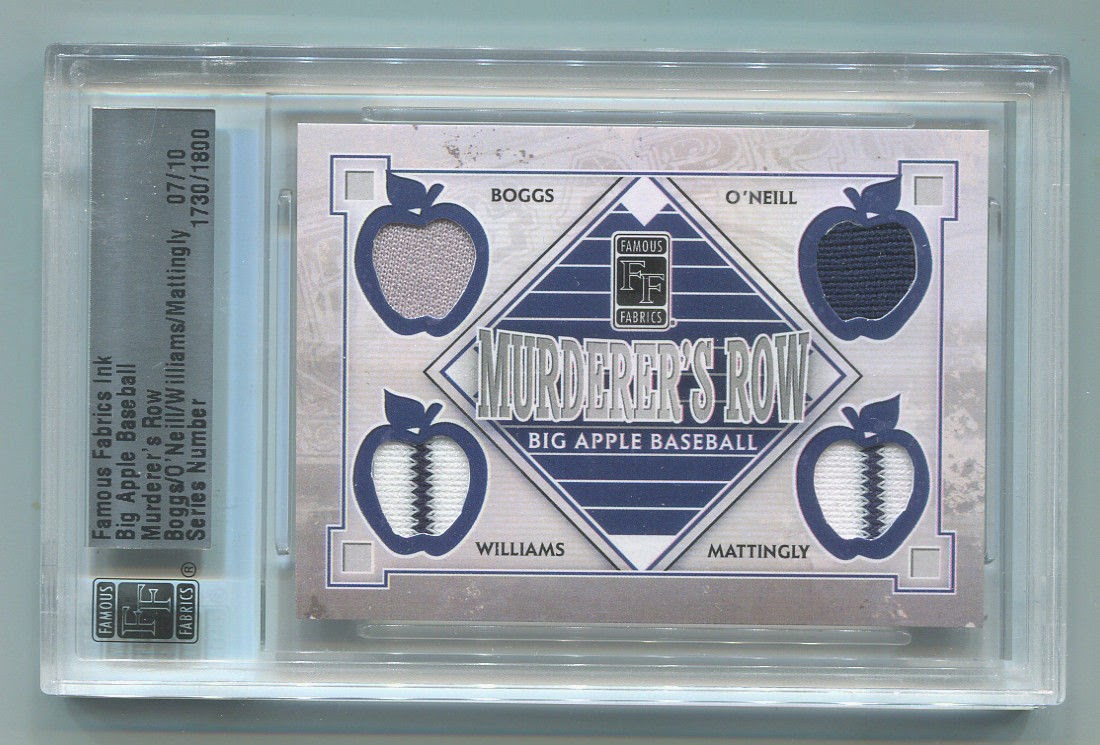 Famous Fabrics Ink
Big Apple Baseball
Murderer's Row
Boggs/O'Neill/Williams/Mattingly 07/10
Series Number 1730/1800
FAMOUS
FF
FABRICS®
BOGGS
O'NEILL
FAMOUS
FF
FABRICS
MURDERER'S ROW
BIG APPLE BASEBALL
WILLIAMS
MATTINGLY